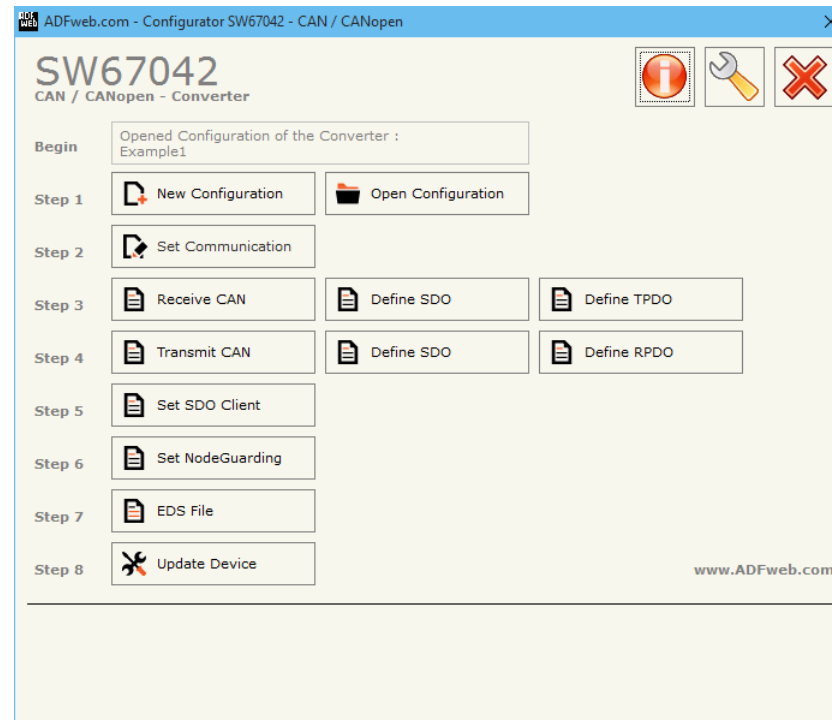 ADF
WEB
ADFweb.com - Configurator SW67042 - CAN / CANopen
SW67042
CAN / CANopen - Converter
Begin
Opened Configuration of the Converter :
Example1
Step 1
New Configuration
Open Configuration
Step 2
Set Communication
Step 3
Receive CAN
Define SDO
Define TPDO
Step 4
Transmit CAN
Define SDO
Define RPDO
Step 5
Set SDO Client
Step 6
Set NodeGuarding
Step 7
EDS File
Step 8
Update Device
www.ADFweb.com